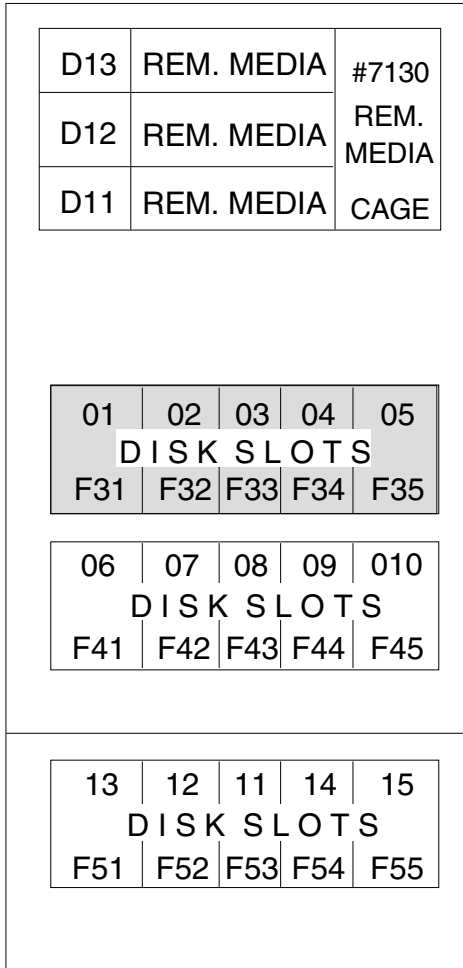 D13 REM. MEDIA #7130
D12 REM. MEDIA REM. MEDIA
D11 REM. MEDIA CAGE
01 02 03 04 05
DISK SLOTS
F31 F32 F33 F34 F35
06 07 08 09 010
DISK SLOTS
F41 F42 F43 F44 F45
13 12 11 14 15
DISK SLOTS
F51 F52 F53 F54 F55